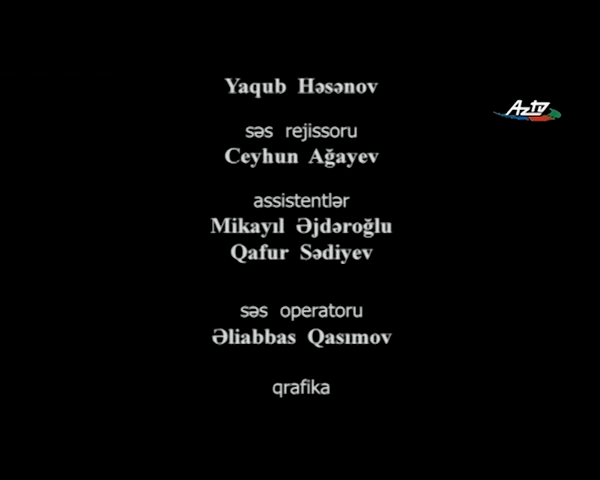 Yaqub Həsənov
AZTV
səs rejissoru
Ceyhun Ağayev
assistentlər
Mikayıl Əjdəroğlu
Qafur Sədiyev
səs operatoru
Əliabbas Qasımov
qrafika